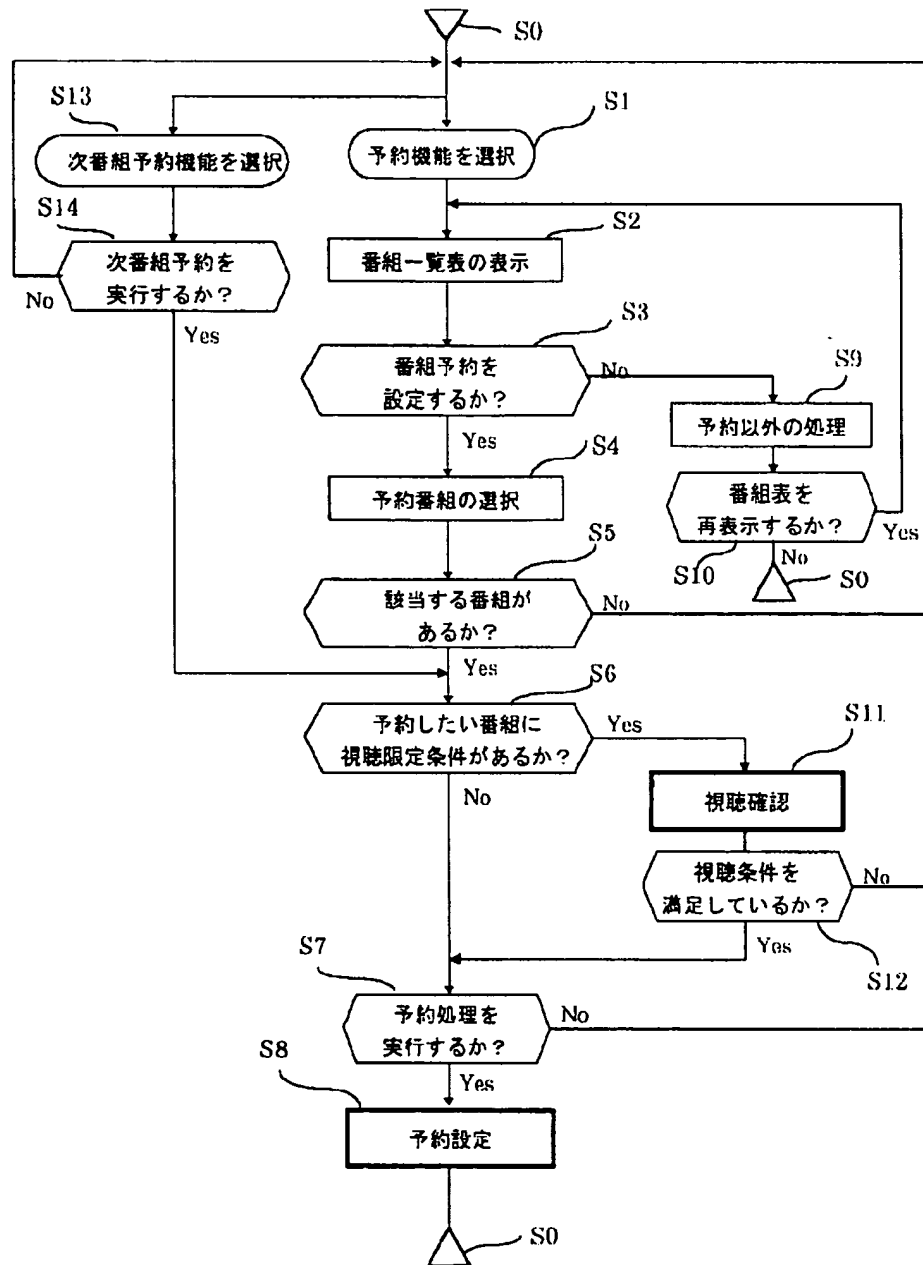 S0
S13
S1
次番組予約機能を選択
予約機能を選択
S14
S2
次番組予約を
実行するか？
番組一覧表の表示
No
Yes
S3
番組予約を
設定するか？
No
S9
予約以外の処理
Yes
S4
予約番組の選択
番組表を
再表示するか？
Yes
S10
No
S0
S5
該当する番組が
あるか？
No
Yes
S6
予約したい番組に
視聴限定条件があるか？
Yes
S11
No
視聴確認
視聴条件を
満足しているか？
No
Yes
S12
S7
予約処理を
実行するか？
No
S8
Yes
予約設定
S0